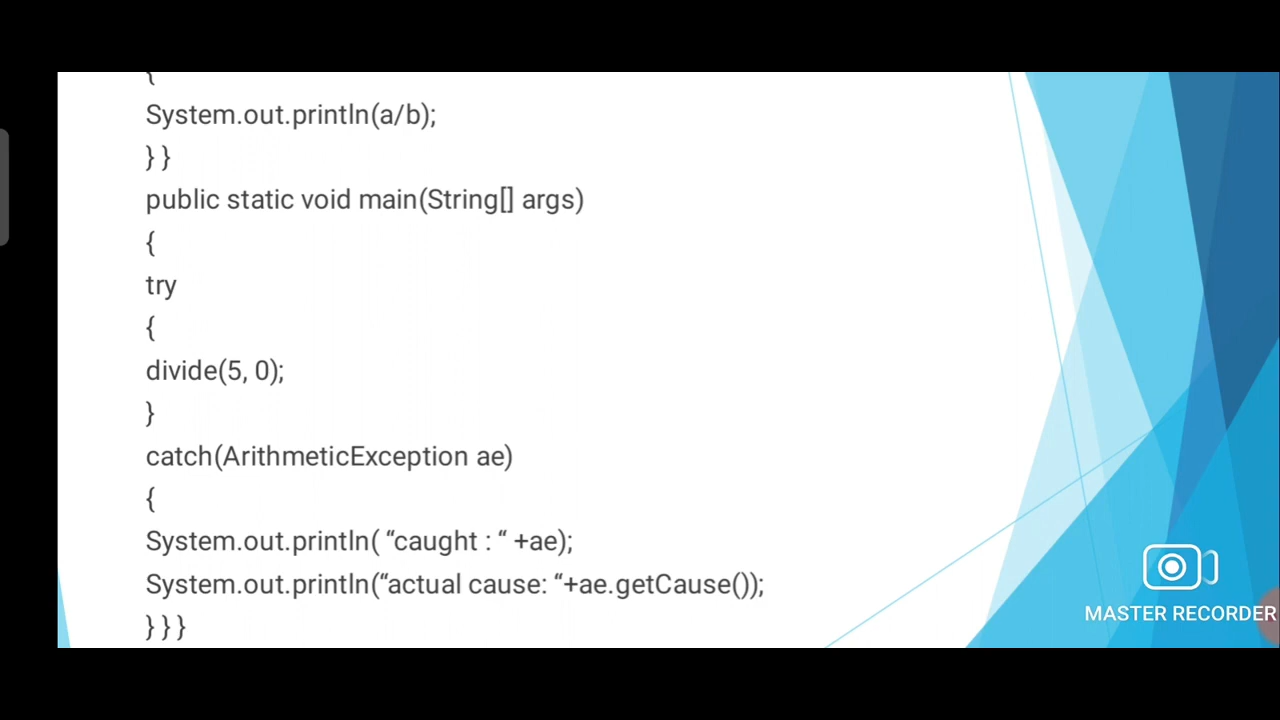 {
System.out.println(a/b);
} }
public static void main(String[] args)
{
try
{
divide(5, 0);
}
catch(ArithmeticException ae)
{
System.out.println( “caught : “ +ae);
System.out.println(“actual cause: “+ae.getCause());
} } }
MASTER RECORDER